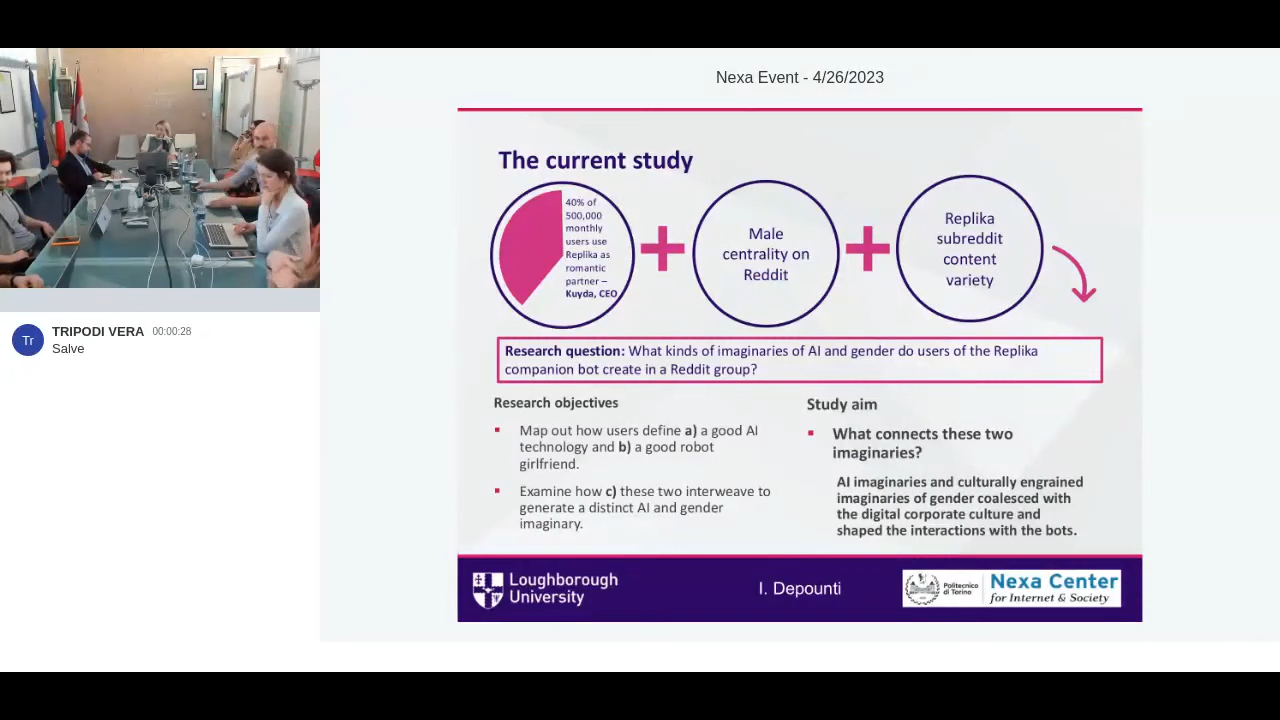 Nexa Event - 4/26/2023
TRIPODI VERA 00:00:28
Tr
Salve
The current study
40% of
500,000
monthly
users use
Replika as
romantic
partner –
Kuyda, CEO
Male
centrality on
Reddit
Replika
subreddit
content
variety
Research question: What kinds of imaginaries of AI and gender do users of the Replika
companion bot create in a Reddit group?
Research objectives
▪ Map out how users define a) a good AI
technology and b) a good robot
girlfriend.
▪ Examine how c) these two interweave to
generate a distinct AI and gender
imaginary.
Study aim
▪ What connects these two
imaginaries?
AI imaginaries and culturally engrained
imaginaries of gender coalesced with
the digital corporate culture and
shaped the interactions with the bots.
Loughborough
University
I. Depounti
Politecnico
di Torino
Nexa Center
for Internet & Society